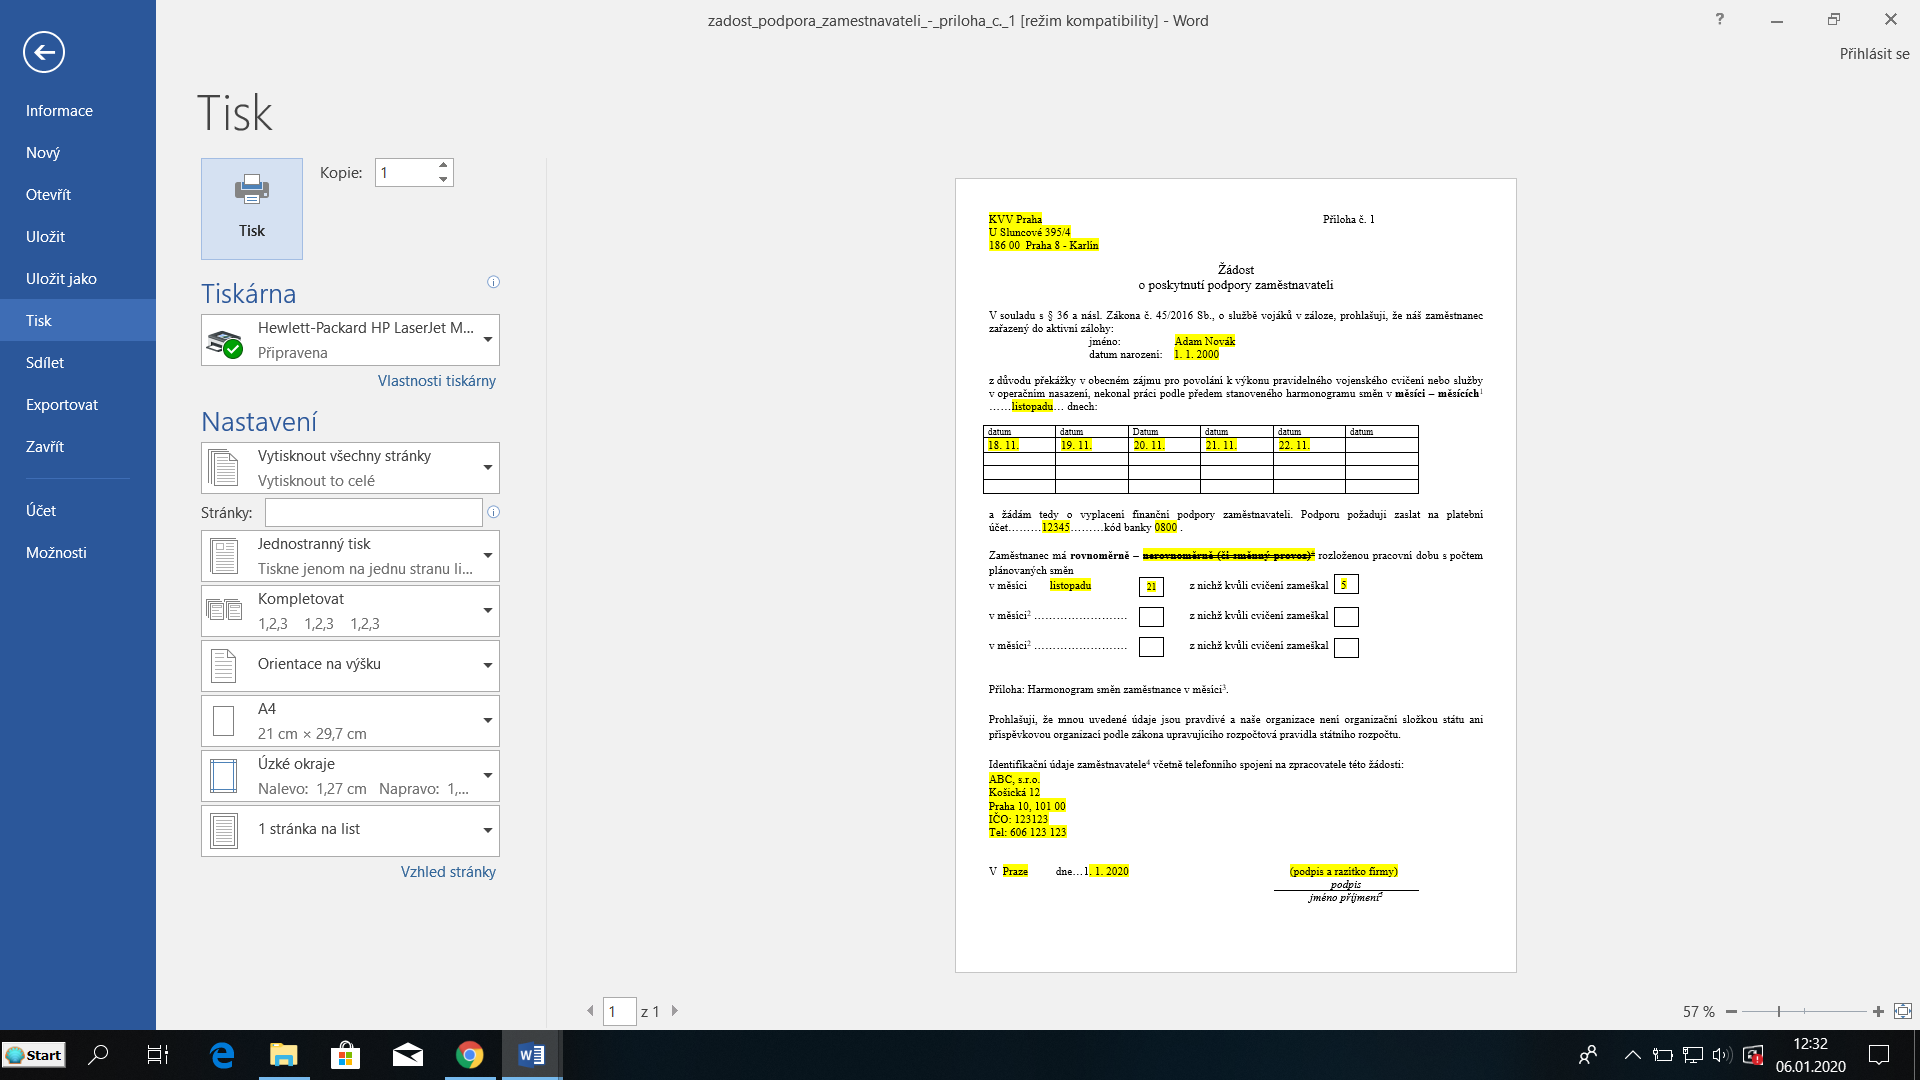 zadost_podpora_zamestnavateli_-_priloha_c._1 [režim kompatibility] - Word
?
Přihlásit se
Informace
Nový
Otevřít
Uložit
Uložit jako
Tisk
Sdílet
Exportovat
Zavřít
Účet
Možnosti
Tisk
Tisk
Kopie: 1
Tiskárna
Hewlett-Packard HP LaserJet M...
Připravena
Vlastnosti tiskárny
Nastavení
Vytisknout všechny stránky
Vytisknout to celé
Stránky:
Jednostranný tisk
Tiskne jenom na jednu stranu li...
Kompletovat
1,2,3 1,2,3 1,2,3
Orientace na výšku
A4
21 cm × 29,7 cm
Úzké okraje
Nalevo: 1,27 cm Napravo: 1,...
1 stránka na list
Vzhled stránky
KVV Praha Příloha č. 1
U Sluncové 395/4
186 00 Praha 8 - Karlín
Žádost
o poskytnutí podpory zaměstnavateli
V souladu s § 36 a násl. Zákona č. 45/2016 Sb., o službě vojáků v záloze, prohlašuji, že náš zaměstnanec
zařazený do aktivní zálohy:
jméno: Adam Novák
datum narození: 1. 1. 2000
z důvodu překážky v obecném zájmu pro povolání k výkonu pravidelného vojenského cvičení nebo služby
v operačním nasazení, nekonal práci podle předem stanoveného harmonogramu směn v měsíci – měsících¹
……listopadu… dnech:
datum datum Datum datum datum datum
18. 11. 19. 11. 20. 11. 21. 11. 22. 11.
a žádám tedy o vyplacení finanční podpory zaměstnavateli. Podporu požaduji zaslat na platební
účet………12345………kód banky 0800 .
Zaměstnanec má rovnoměrně – nerovnoměrně (či směnný provoz)² rozloženou pracovní dobu s počtem
plánovaných směn
v měsíci listopadu 21 z nichž kvůli cvičení zameškal 5
v měsíci² ……………………. z nichž kvůli cvičení zameškal
v měsíci² ……………………. z nichž kvůli cvičení zameškal
Příloha: Harmonogram směn zaměstnance v měsíci³.
Prohlašuji, že mnou uvedené údaje jsou pravdivé a naše organizace není organizační složkou státu ani
příspěvkovou organizací podle zákona upravujícího rozpočtová pravidla státního rozpočtu.
Identifikační údaje zaměstnavatele⁴ včetně telefonního spojení na zpracovatele této žádosti:
ABC, s.r.o.
Košická 12
Praha 10, 101 00
IČO: 123123
Tel: 606 123 123
V Praze dne…1. 1. 2020 (podpis a razítko firmy)
podpis
jméno příjmení⁵
1 z 1
57 %
Start
12:32
06.01.2020